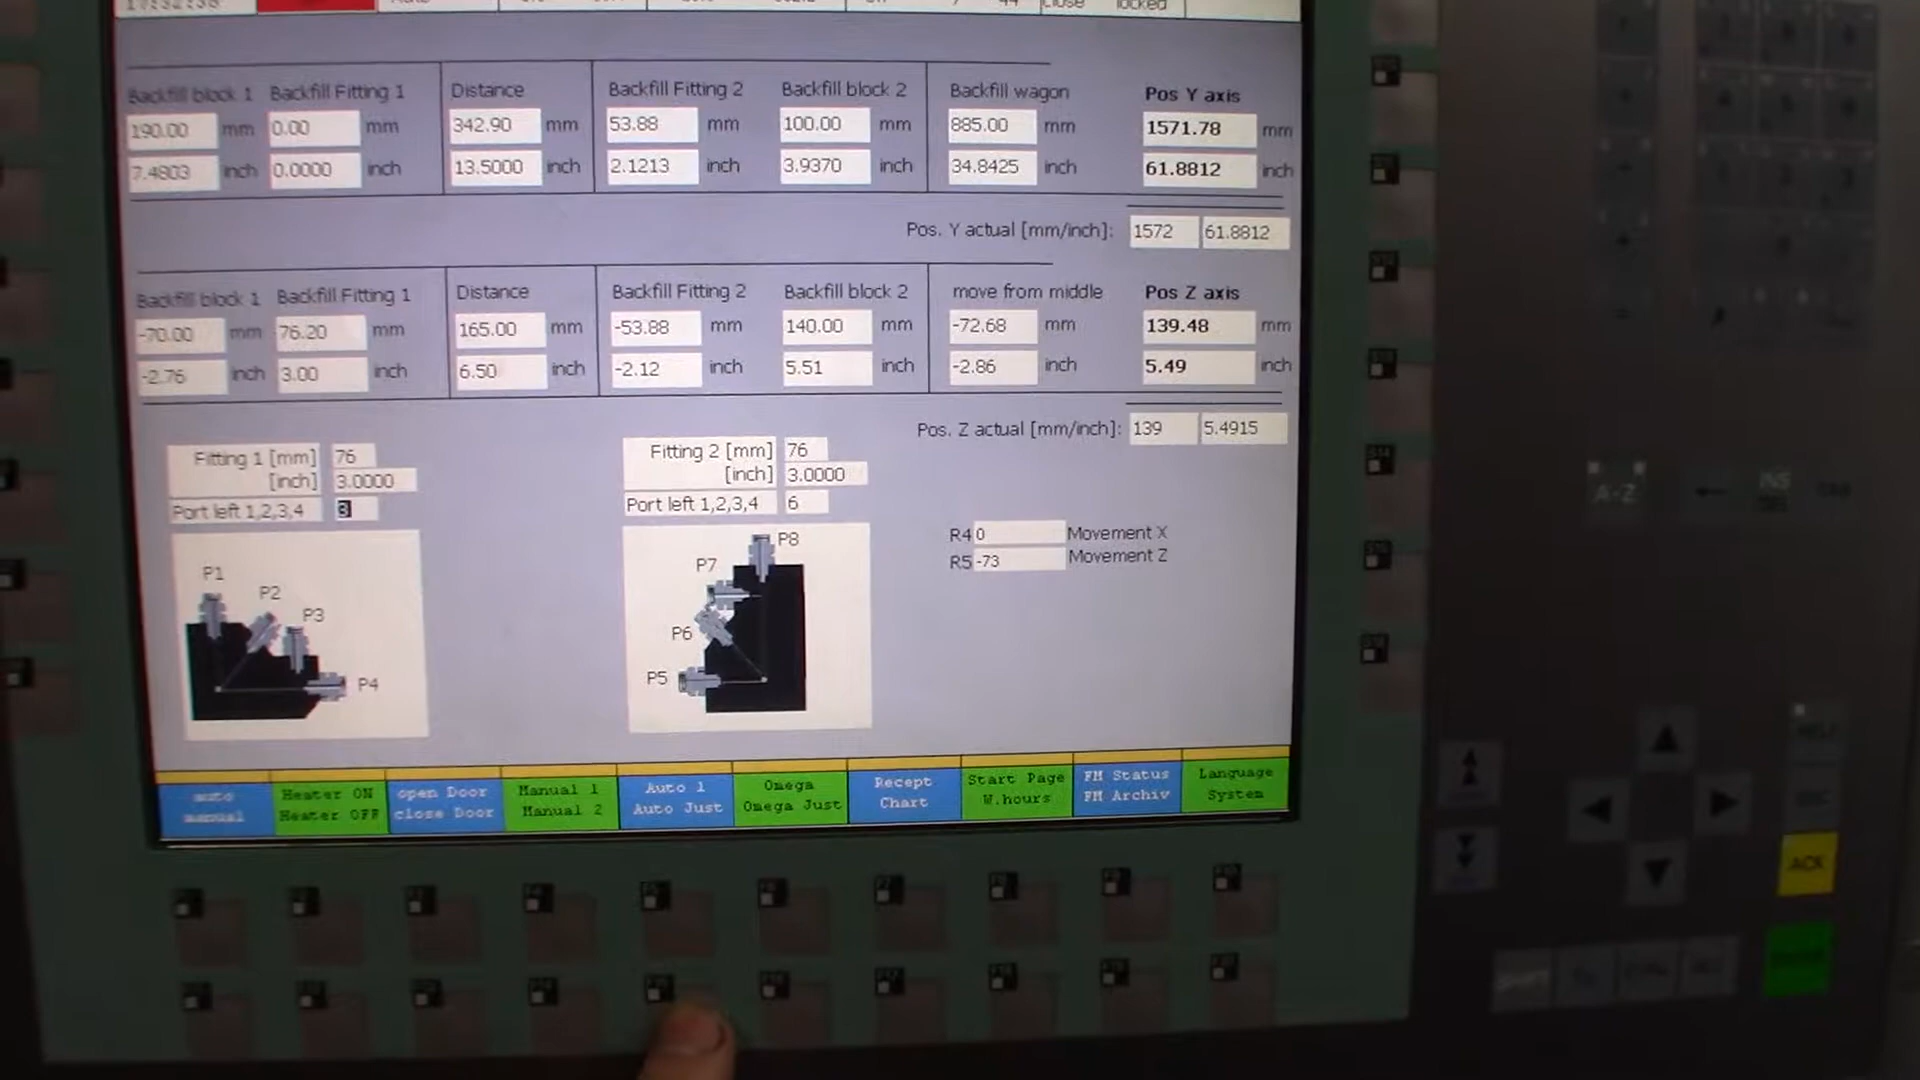 close locked
Backfill block 1 Backfill Fitting 1 Distance Backfill Fitting 2 Backfill block 2 Backfill wagon Pos Y axis
190.00 mm 0.00 mm 342.90 mm 53.88 mm 100.00 mm 885.00 mm 1571.78 mm
7.4803 inch 0.0000 inch 13.5000 inch 2.1213 inch 3.9370 inch 34.8425 inch 61.8812 inch
Pos. Y actual [mm/inch]: 1572 61.8812
Backfill block 1 Backfill Fitting 1 Distance Backfill Fitting 2 Backfill block 2 move from middle Pos Z axis
-70.00 mm 76.20 mm 165.00 mm -53.88 mm 140.00 mm -72.68 mm 139.48 mm
-2.76 inch 3.00 inch 6.50 inch -2.12 inch 5.51 inch -2.86 inch 5.49 inch
Pos. Z actual [mm/inch]: 139 5.4915
Fitting 1 [mm] 76
[inch] 3.0000
Port left 1,2,3,4 3
Fitting 2 [mm] 76
[inch] 3.0000
Port left 1,2,3,4 6
P1
P2
P3
P4
P8
P7
P6
P5
R4 0 Movement X
R5 -73 Movement Z
auto Heater ON open Door Manual 1 Auto 1 Omega Recept Start Page FM Status Language
manual Heater OFF close Door Manual 2 Auto Just Omega Just Chart W.hours FM Archiv System
A-Z
INS
ACK